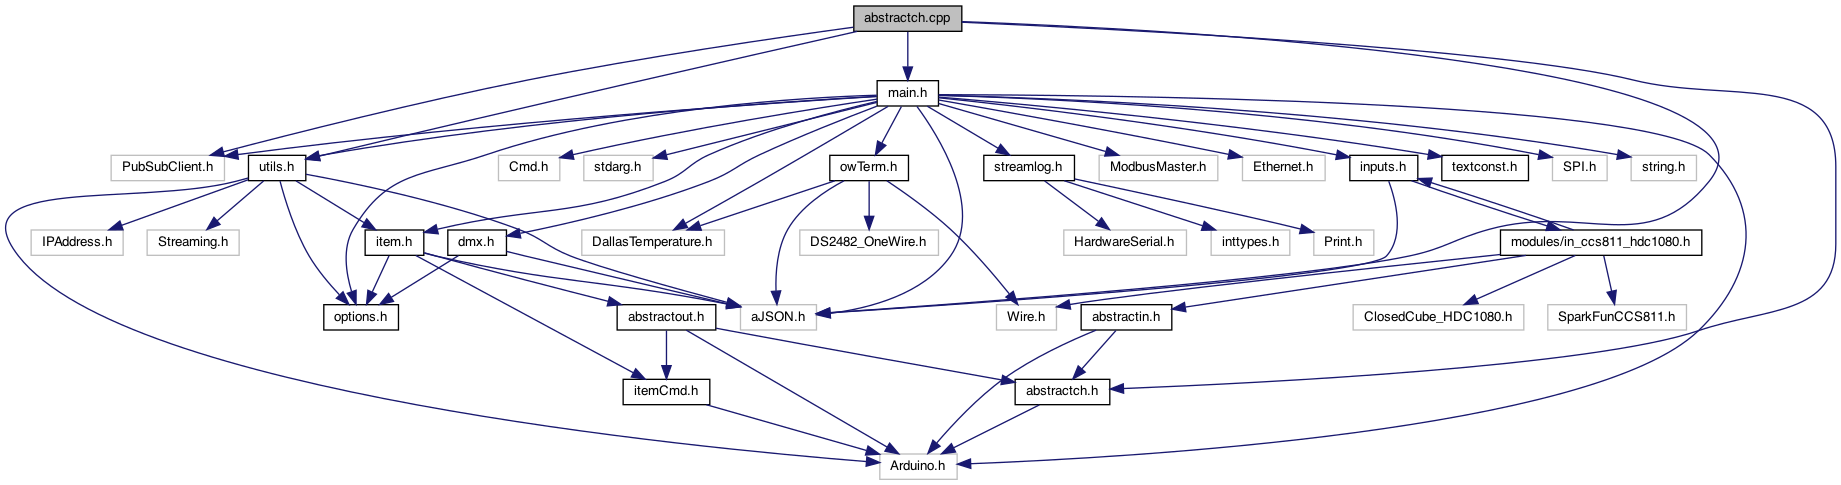 abstractch.cpp
main.h
PubSubClient.h
utils.h
Cmd.h
stdarg.h
owTerm.h
streamlog.h
ModbusMaster.h
Ethernet.h
inputs.h
textconst.h
SPI.h
string.h
IPAddress.h
Streaming.h
item.h
dmx.h
DallasTemperature.h
DS2482_OneWire.h
HardwareSerial.h
inttypes.h
Print.h
modules/in_ccs811_hdc1080.h
options.h
abstractout.h
aJSON.h
Wire.h
abstractin.h
ClosedCube_HDC1080.h
SparkFunCCS811.h
itemCmd.h
abstractch.h
Arduino.h